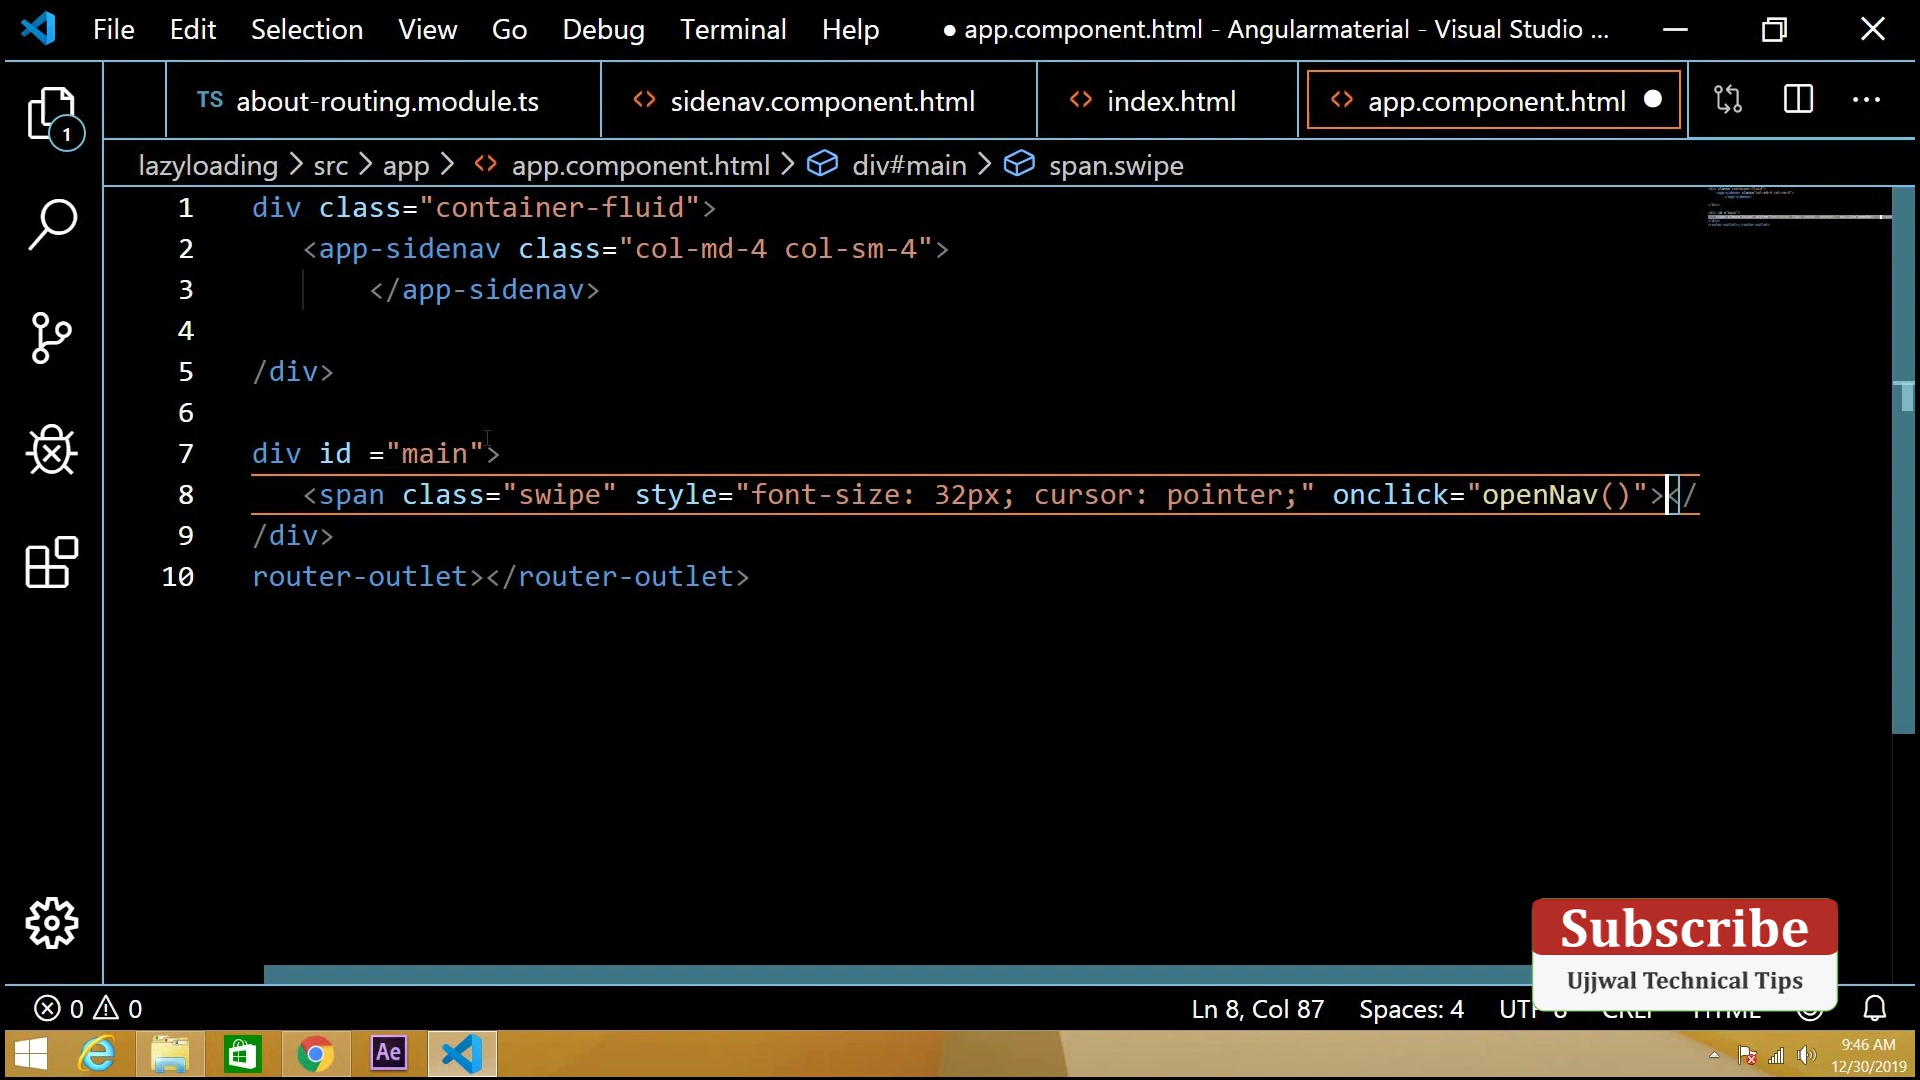 File Edit Selection View Go Debug Terminal Help ● app.component.html - Angularmaterial - Visual Studio ...
TS about-routing.module.ts <> sidenav.component.html <> index.html <> app.component.html
1
lazyloading > src > app > <> app.component.html > div#main > span.swipe
1 div class="container-fluid">
2 <app-sidenav class="col-md-4 col-sm-4">
3 </app-sidenav>
4
5 /div>
6
7 div id ="main">
8 <span class="swipe" style="font-size: 32px; cursor: pointer;" onclick="openNav()"></
9 /div>
10 router-outlet></router-outlet>
Subscribe
Ujjwal Technical Tips
0 0 Ln 8, Col 87 Spaces: 4
Ae
9:46 AM
12/30/2019